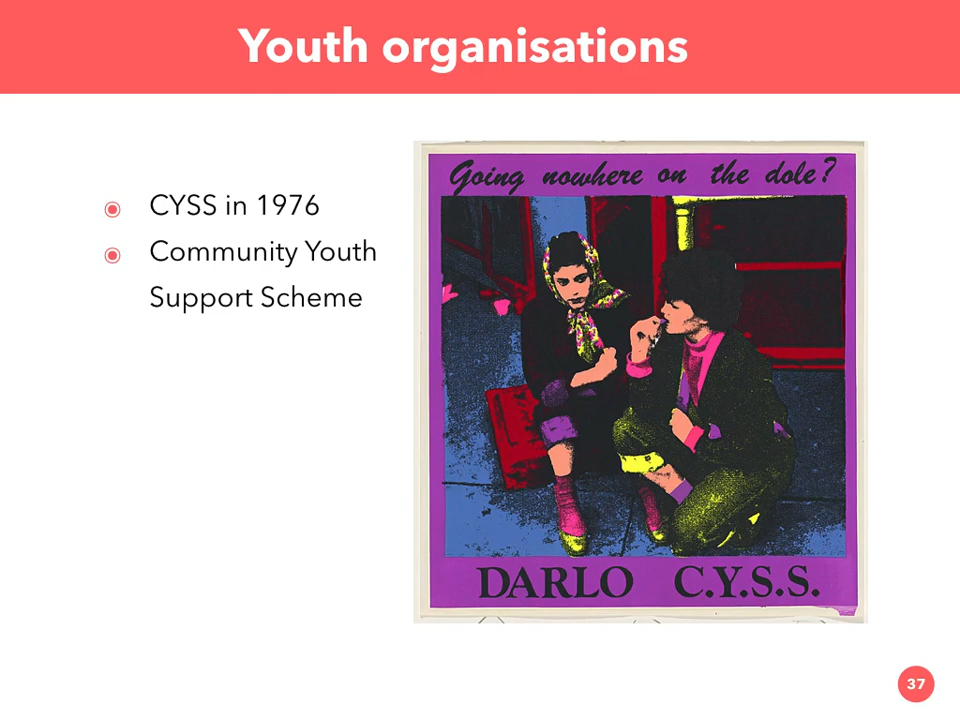 Youth organisations
CYSS in 1976
Community Youth
Support Scheme
Going nowhere on the dole?
DARLO C.Y.S.S.
37